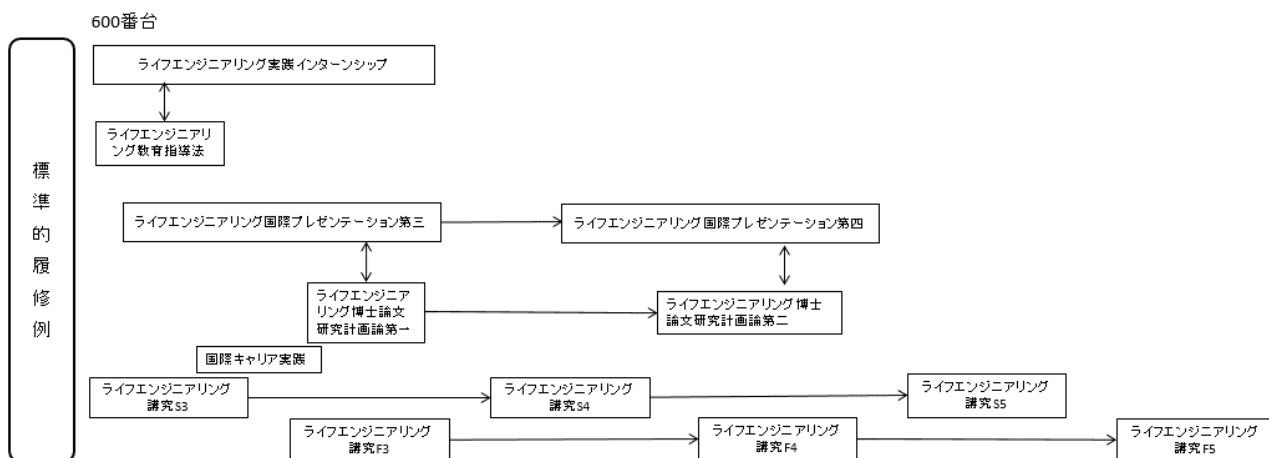 600番台
標準的履修例
ライフエンジニアリング実践インターンシップ
ライフエンジニアリ
ング教育指導法
ライフエンジニアリング国際プレゼンテーション第三
ライフエンジニアリング国際プレゼンテーション第四
ライフエンジニア
リング博士論文
研究計画論第一
ライフエンジニアリング博士
論文研究計画論第二
国際キャリア実践
ライフエンジニアリング
講究S3
ライフエンジニアリング
講究S4
ライフエンジニアリング
講究S5
ライフエンジニアリング
講究F3
ライフエンジニアリング
講究F4
ライフエンジニアリング
講究F5